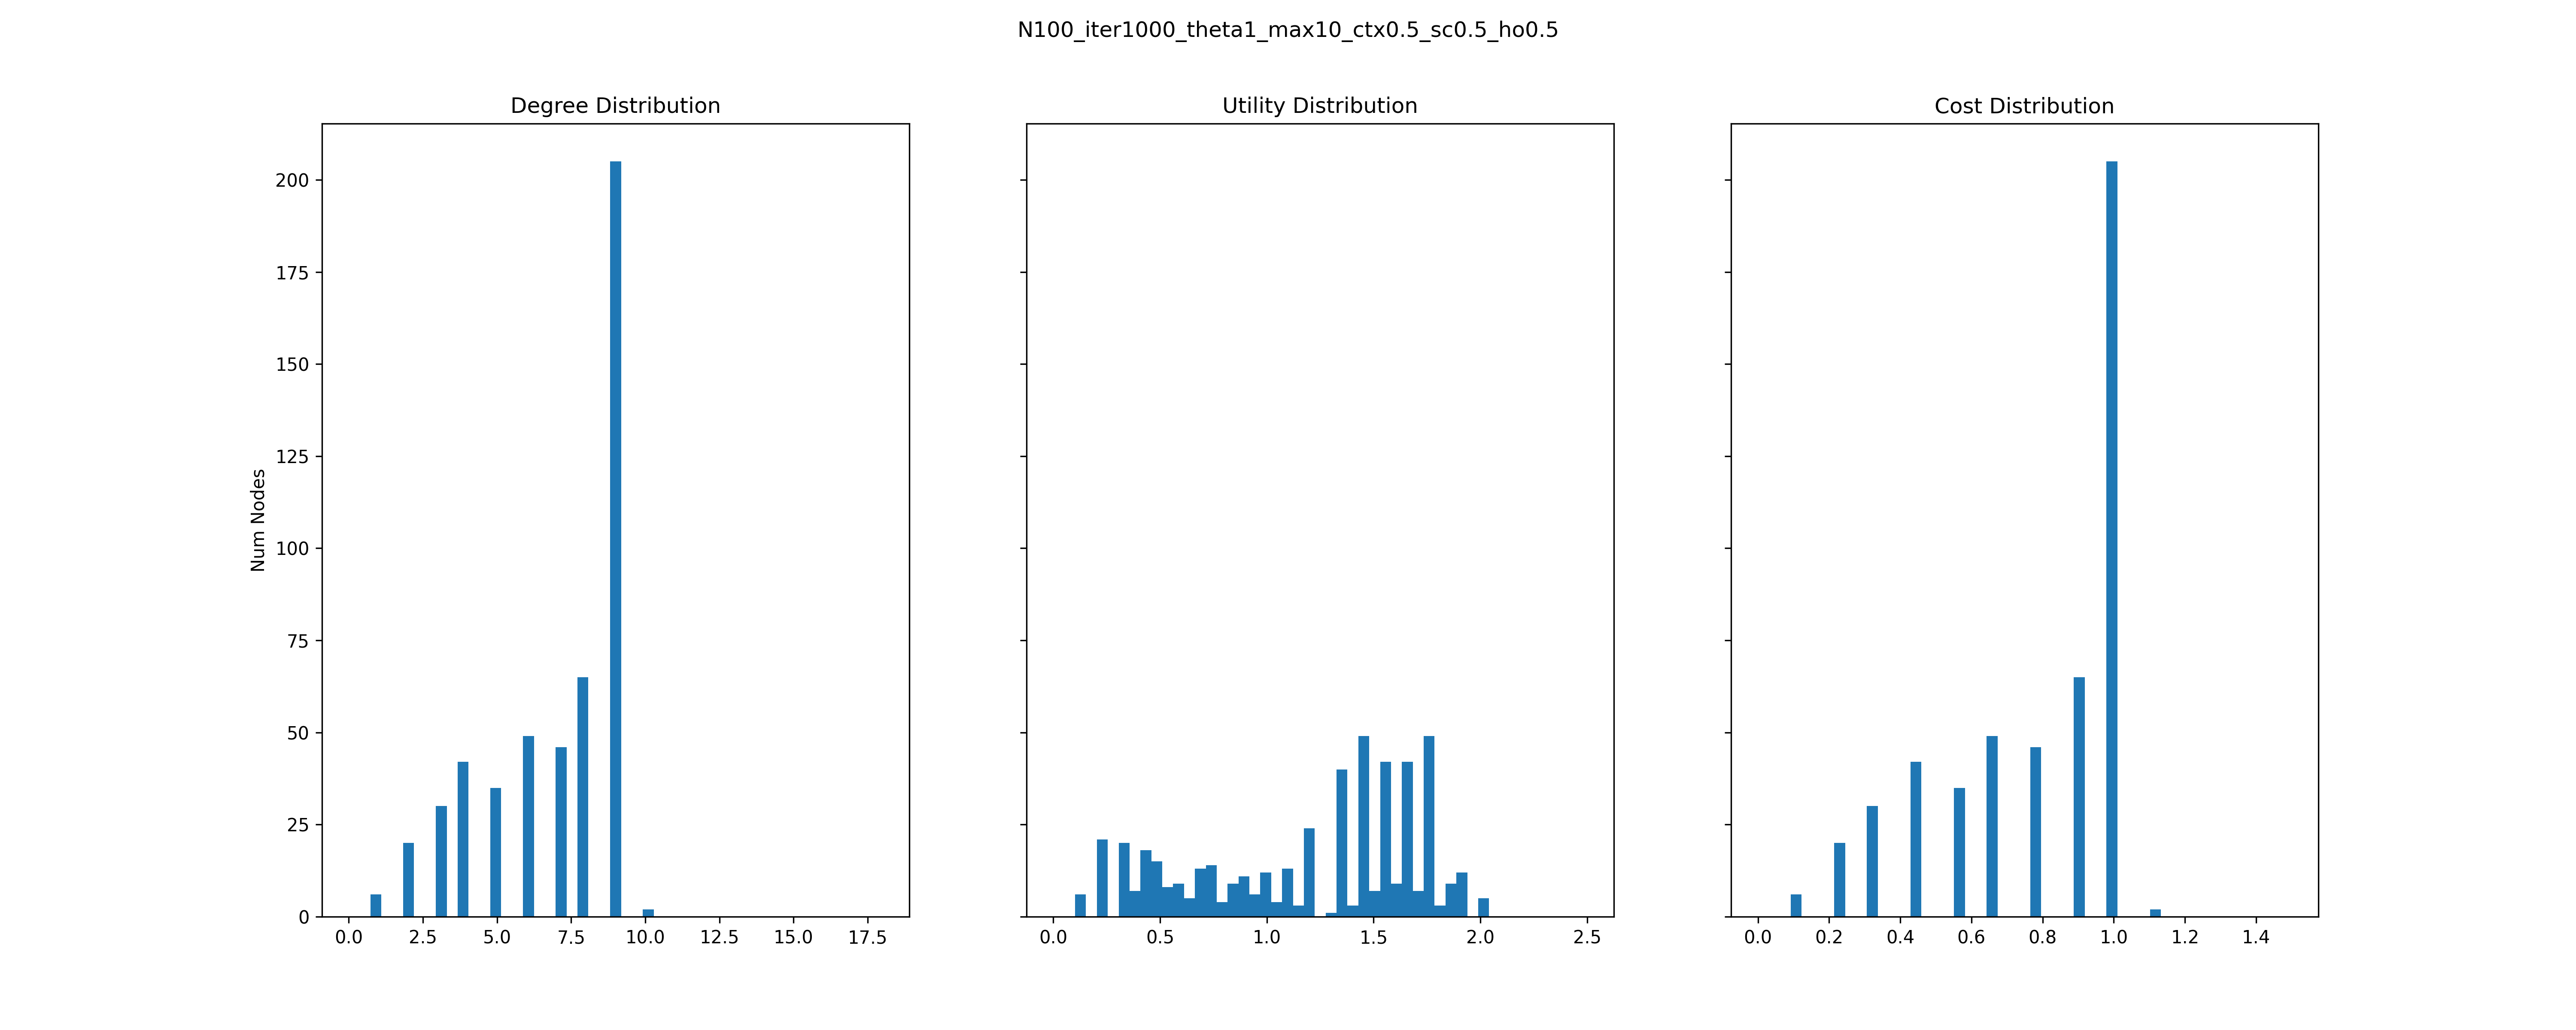 N100_iter1000_theta1_max10_ctx0.5_sc0.5_ho0.5
Degree Distribution
Utility Distribution
Cost Distribution
Num Nodes
200
175
150
125
100
75
50
25
0
0.0 2.5 5.0 7.5 10.0 12.5 15.0 17.5
0.0 0.5 1.0 1.5 2.0 2.5
0.0 0.2 0.4 0.6 0.8 1.0 1.2 1.4